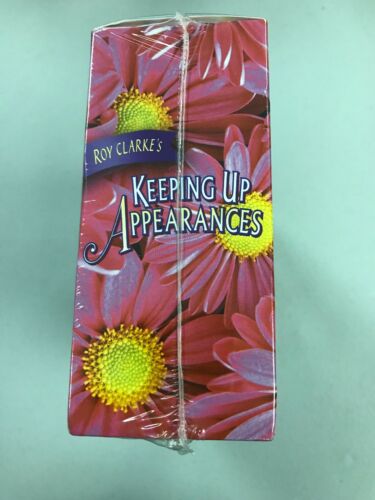 ROY CLARKE'S
KEEPING UP
APPEARANCES